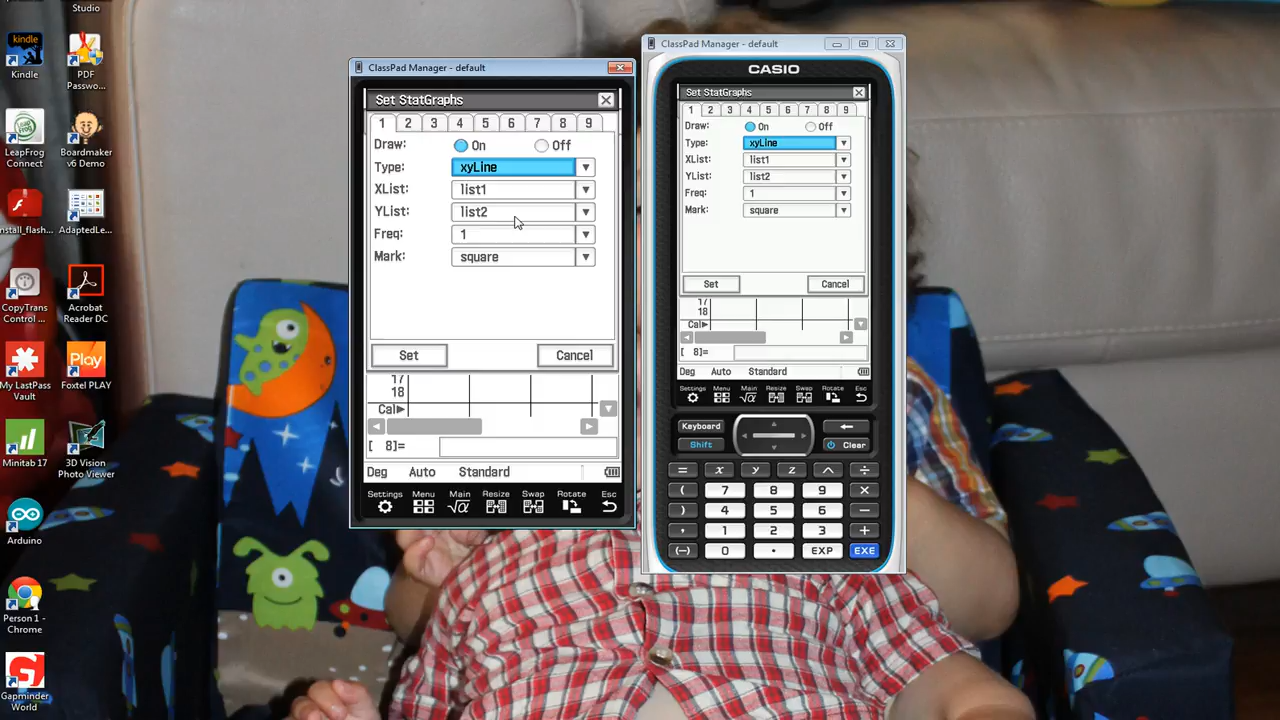 Studio
Kindle
PDF
Passwo...
LeapFrog
Connect
Boardmaker
v6 Demo
nstall_flash...
AdaptedLe...
CopyTrans
Control ...
Acrobat
Reader DC
My LastPass
Vault
Foxtel PLAY
Minitab 17
3D Vision
Photo Viewer
Arduino
Person 1 -
Chrome
Gapminder
World
ClassPad Manager - default
Set StatGraphs
1 2 3 4 5 6 7 8 9
Draw: On Off
Type: xyLine
XList: list1
YList: list2
Freq: 1
Mark: square
Set Cancel
17
18
Cal▶
[ 8]=
Deg Auto Standard
Settings Menu Main Resize Swap Rotate Esc
√α
ClassPad Manager - default
CASIO
Set StatGraphs
1 2 3 4 5 6 7 8 9
Draw: On Off
Type: xyLine
XList: list1
YList: list2
Freq: 1
Mark: square
Set Cancel
17
18
Cal▶
[ 8]=
Deg Auto Standard
Settings Menu Main Resize Swap Rotate Esc
√α
Keyboard
Shift Clear
= x y z ^ ÷
( 7 8 9 ×
) 4 5 6 −
, 1 2 3 +
(−) 0 • EXP EXE